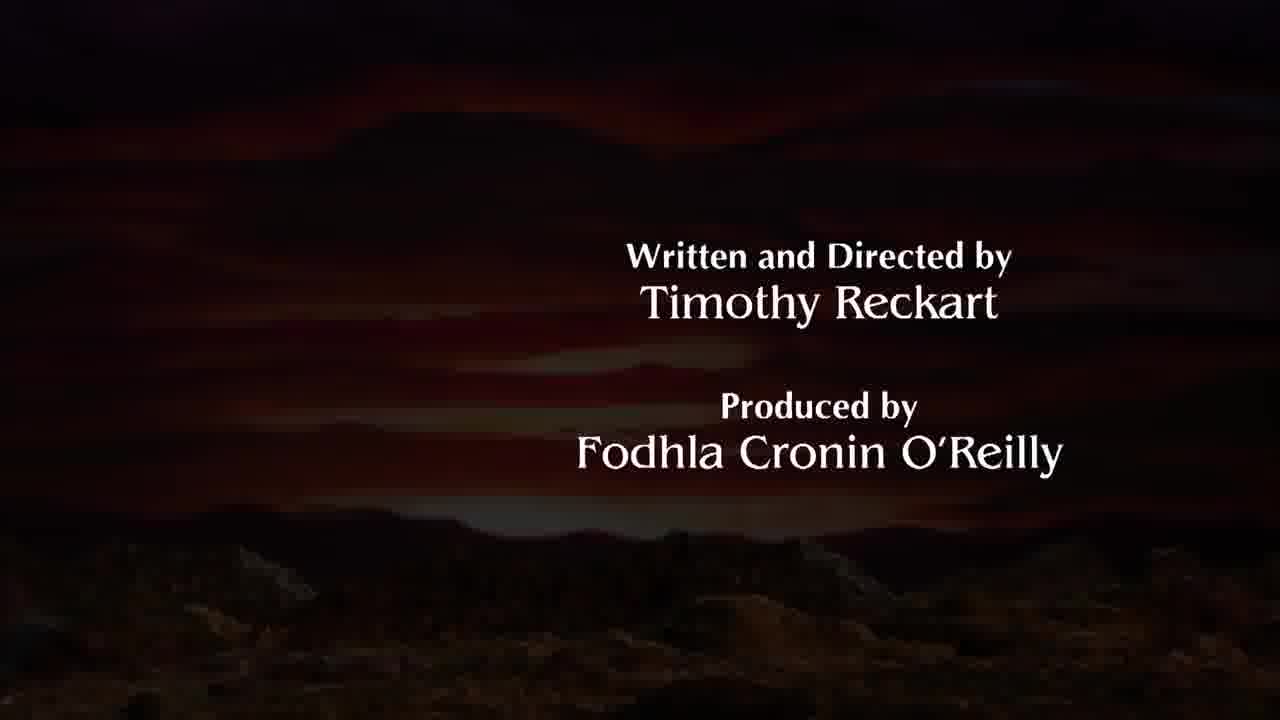 Written and Directed by
Timothy Reckart
Produced by
Fodhla Cronin O'Reilly